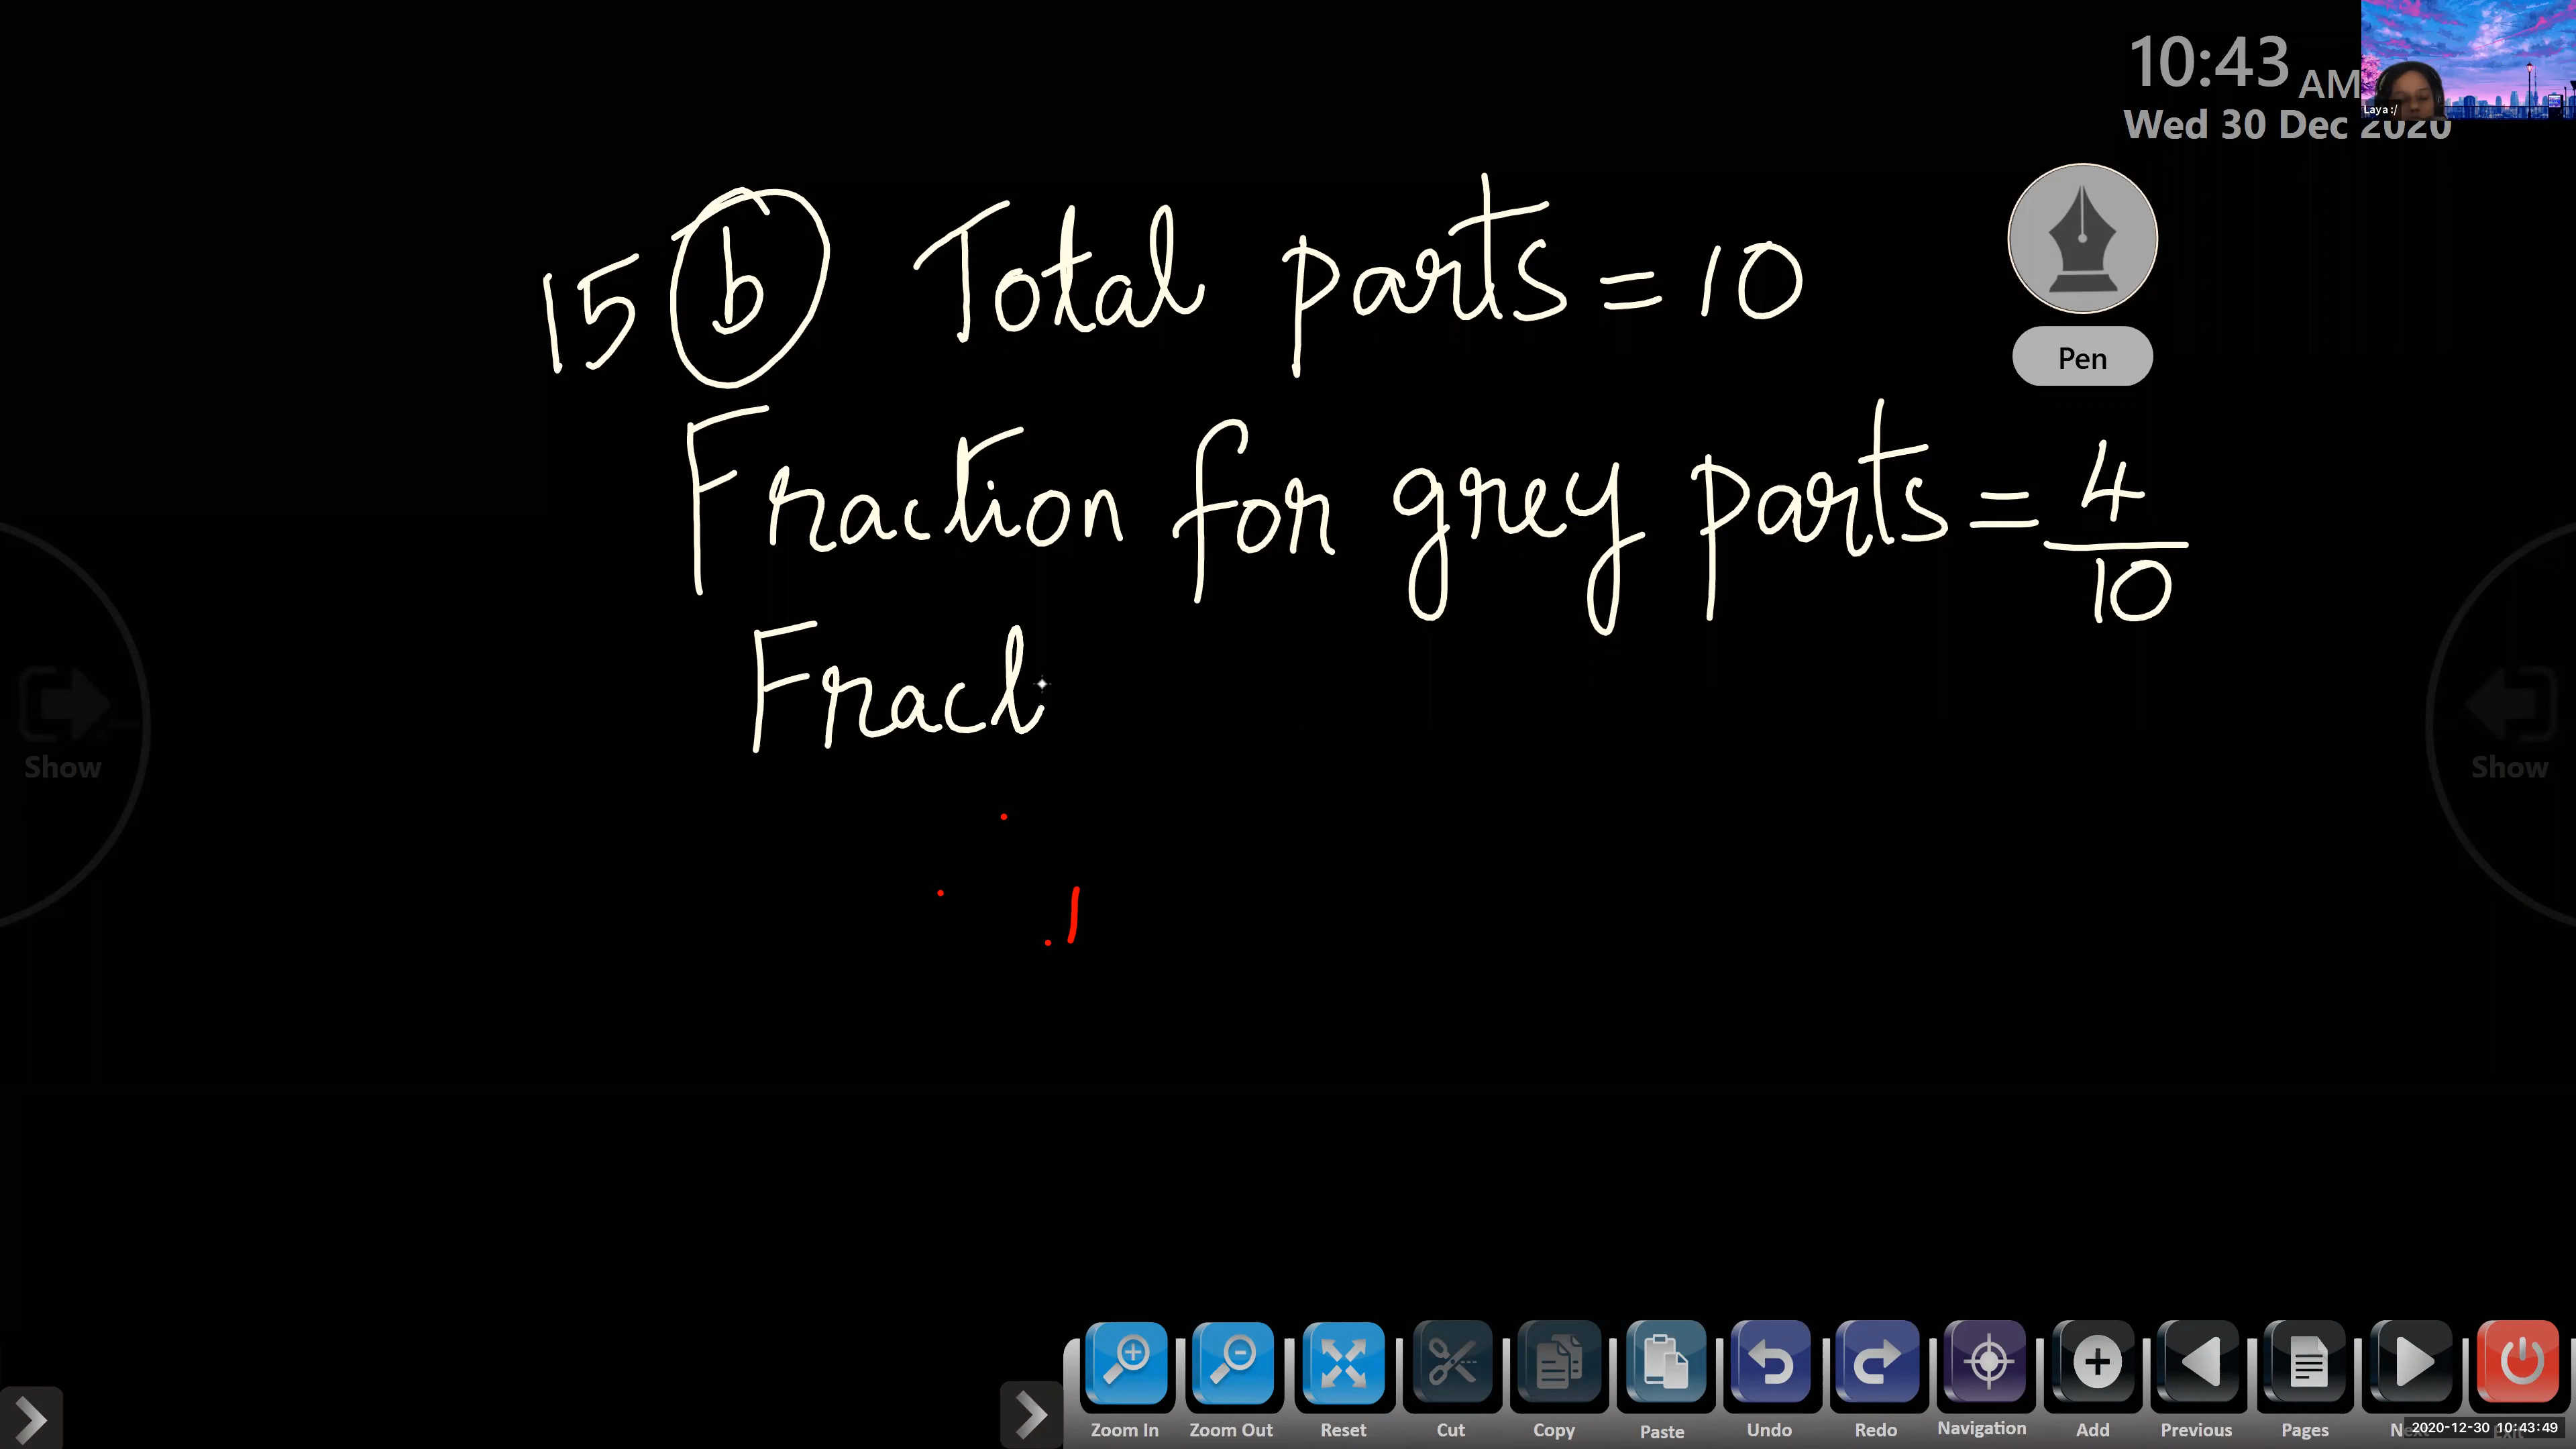 10:43 AM
Laya:/
Wed 30 Dec 2020
15 b Total parts = 10
Pen
Fraction for grey parts = 4/10
Fract
Show
Show
Zoom In Zoom Out Reset Cut Copy Paste Undo Redo Navigation Add Previous Pages
2020-12-30 10:43:49